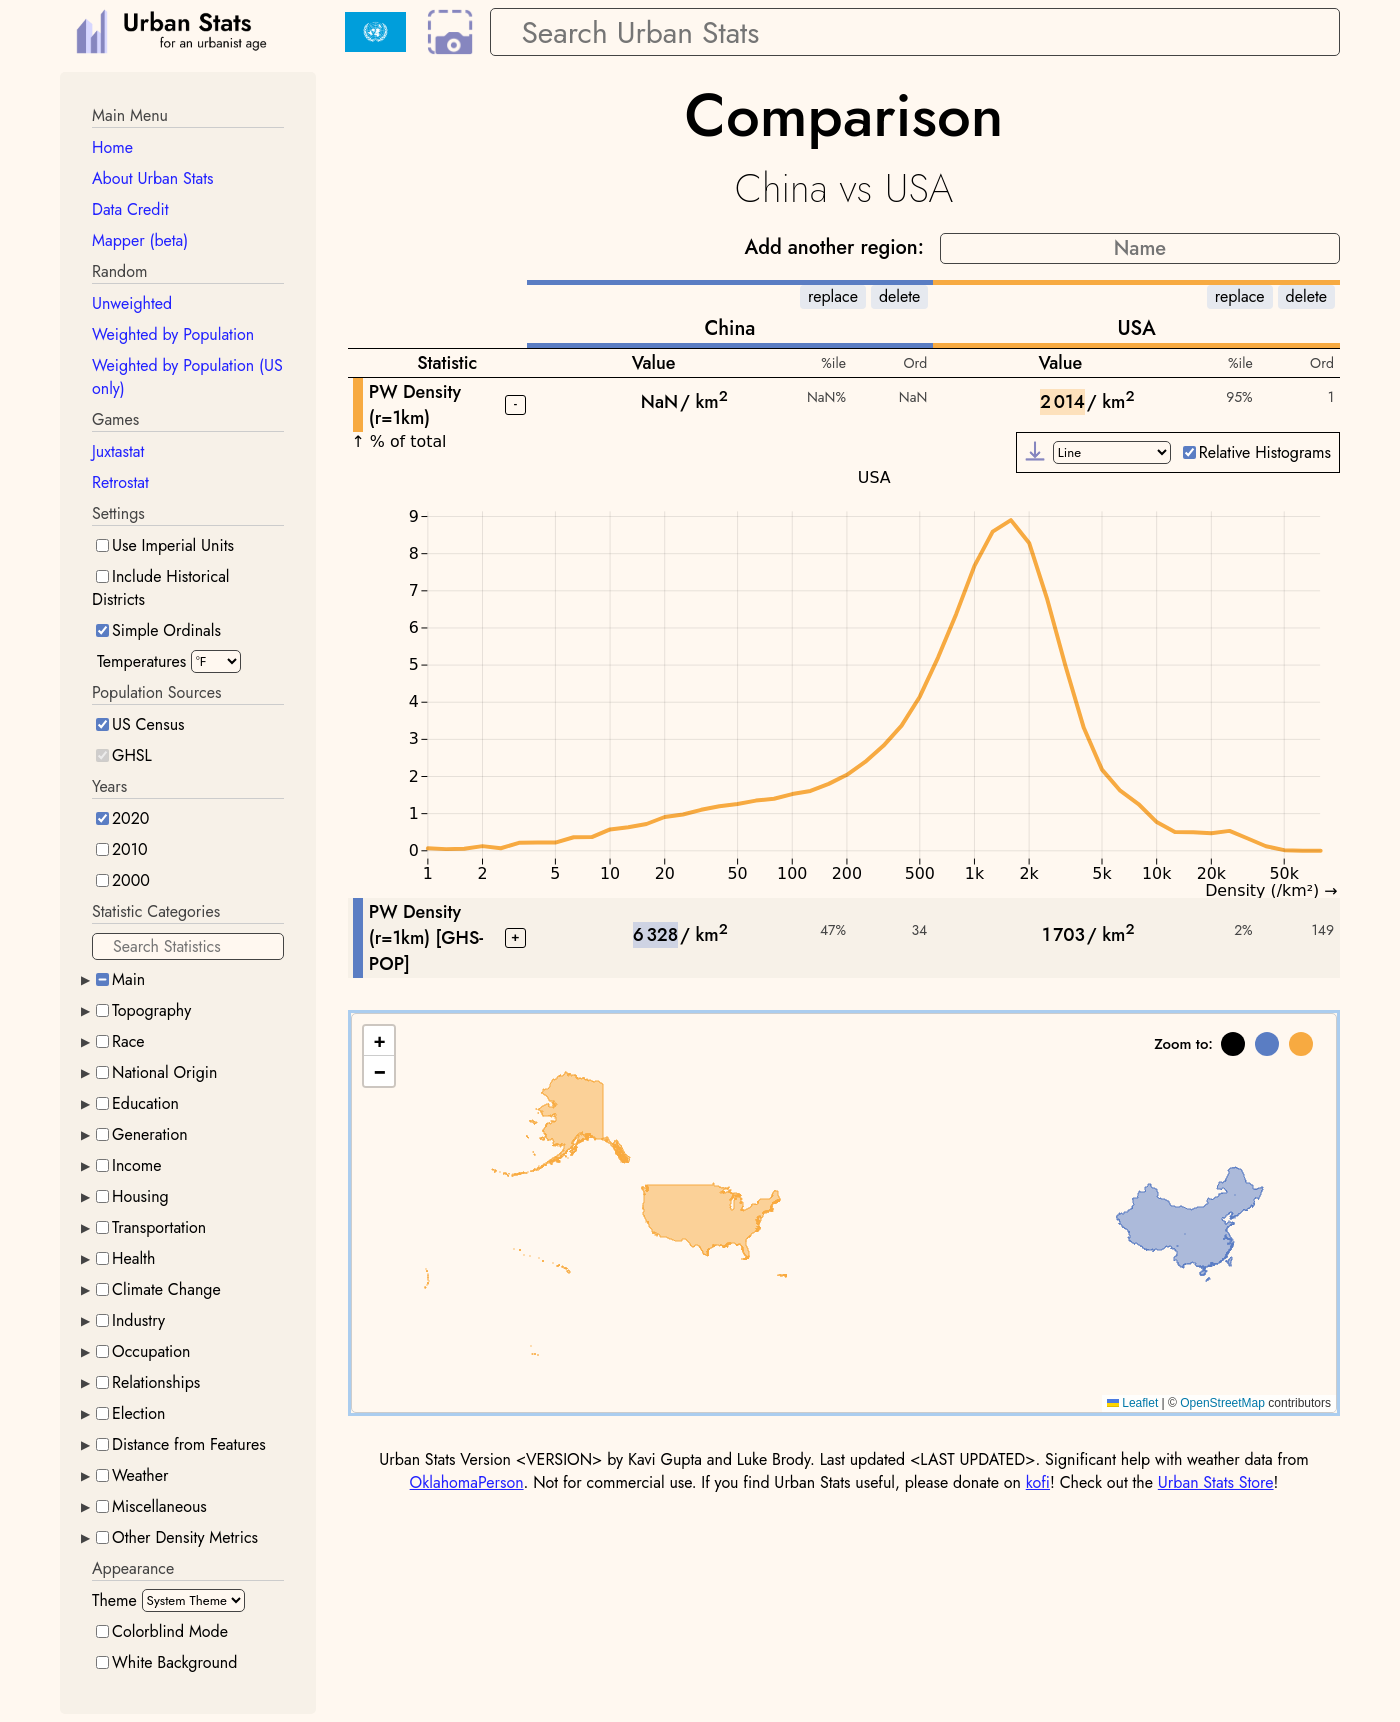 Urban Stats
for an urbanist age
Search Urban Stats
Main Menu
Home
About Urban Stats
Data Credit
Mapper (beta)
Random
Unweighted
Weighted by Population
Weighted by Population (US
only)
Games
Juxtastat
Retrostat
Settings
Use Imperial Units
Include Historical
Districts
Simple Ordinals
Temperatures °F
Population Sources
US Census
GHSL
Years
2020
2010
2000
Statistic Categories
Search Statistics
Main
Topography
Race
National Origin
Education
Generation
Income
Housing
Transportation
Health
Climate Change
Industry
Occupation
Relationships
Election
Distance from Features
Weather
Miscellaneous
Other Density Metrics
Appearance
Theme System Theme
Colorblind Mode
White Background
Comparison
China vs USA
Add another region: Name
replace delete replace delete
China USA
Statistic Value %ile Ord Value %ile Ord
PW Density
(r=1km) - NaN / km² NaN% NaN 2 014 / km² 95% 1
↑ % of total
Line Relative Histograms
USA
9
8
7
6
5
4
3
2
1
0
1 2 5 10 20 50 100 200 500 1k 2k 5k 10k 20k 50k
Density (/km²) →
PW Density
(r=1km) [GHS-
POP] + 6 328 / km² 47% 34 1 703 / km² 2% 149
+
−
Zoom to:
Leaflet | © OpenStreetMap contributors
Urban Stats Version <VERSION> by Kavi Gupta and Luke Brody. Last updated <LAST UPDATED>. Significant help with weather data from
OklahomaPerson. Not for commercial use. If you find Urban Stats useful, please donate on kofi! Check out the Urban Stats Store!